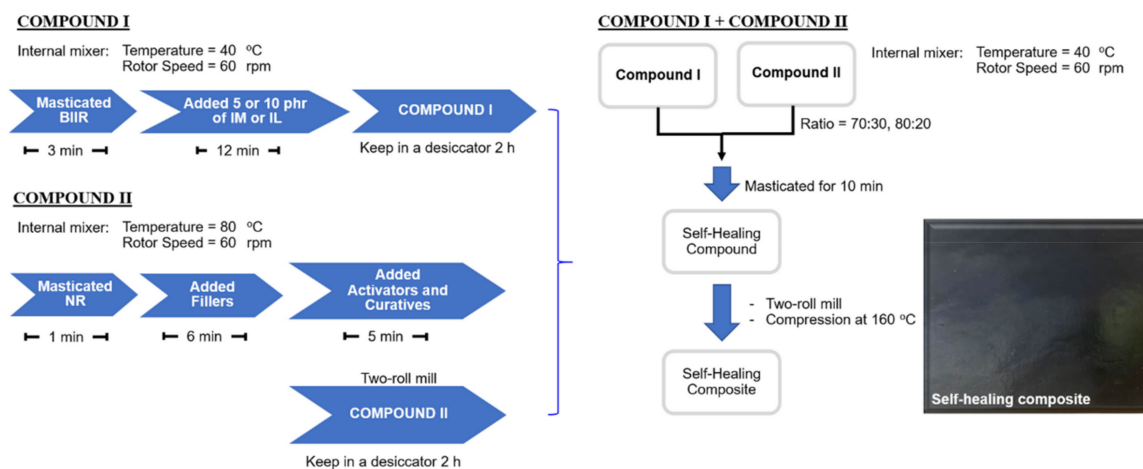 COMPOUND I
Internal mixer: Temperature = 40 °C
Rotor Speed = 60 rpm
Masticated
BIIR
Added 5 or 10 phr
of IM or IL
COMPOUND I
3 min
12 min
Keep in a desiccator 2 h
COMPOUND II
Internal mixer: Temperature = 80 °C
Rotor Speed = 60 rpm
Masticated
NR
Added
Fillers
Added
Activators and
Curatives
1 min
6 min
5 min
Two-roll mill
COMPOUND II
Keep in a desiccator 2 h
COMPOUND I + COMPOUND II
Internal mixer: Temperature = 40 °C
Rotor Speed = 60 rpm
Compound I
Compound II
Ratio = 70:30, 80:20
Masticated for 10 min
Self-Healing
Compound
- Two-roll mill
- Compression at 160 °C
Self-Healing
Composite
Self-healing composite